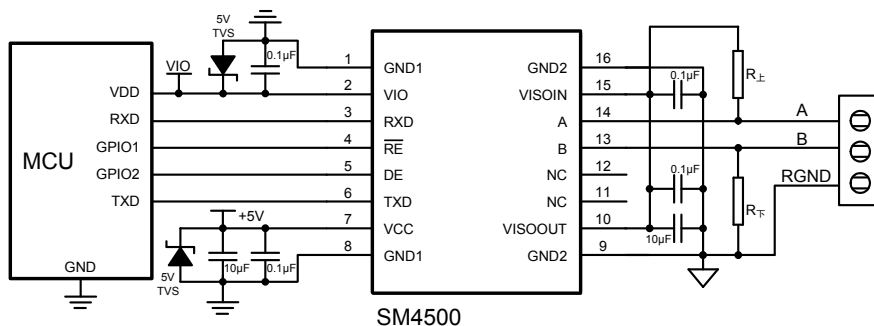 5V
TVS
0.1μF
VIO
MCU
VDD
RXD
GPIO1
GPIO2
TXD
GND
+5V
5V
TVS
10μF
0.1μF
1
2
3
4
5
6
7
8
GND1
VIO
RXD
RE
DE
TXD
VCC
GND1
GND2
VISOIN
A
B
NC
NC
VISOOUT
GND2
16
15
14
13
12
11
10
9
0.1μF
0.1μF
10μF
R上
R下
A
B
RGND
SM4500